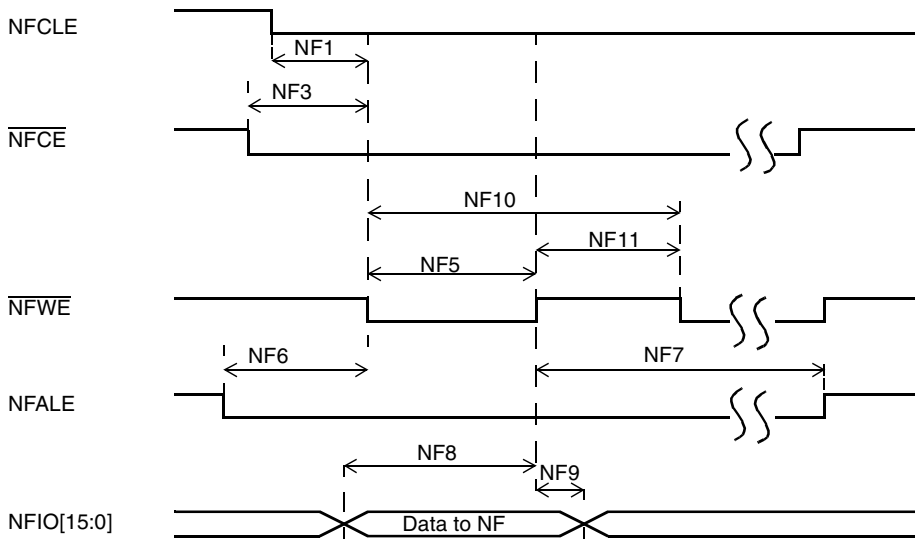 NFCLE
NF1
NF3
NFCE
NF10
NF11
NF5
NFWE
NF6
NF7
NFALE
NF8
NF9
NFIO[15:0]
Data to NF